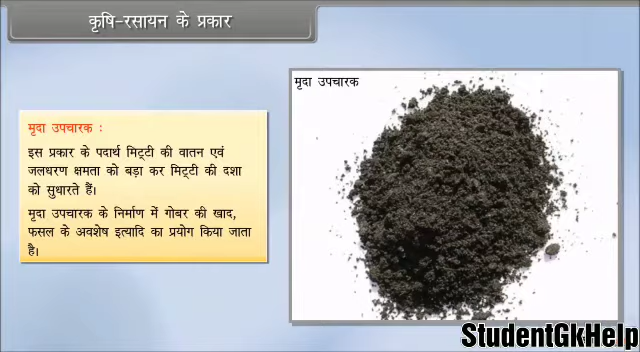 कृषि-रसायन के प्रकार
मृदा उपचारक :
इस प्रकार के पदार्थ मिट्टी की वातन एवं
जलधरण क्षमता को बड़ा कर मिट्टी की दशा
को सुधारते हैं।
मृदा उपचारक के निर्माण में गोबर की खाद,
फसल के अवशेष इत्यादि का प्रयोग किया जाता
है।
मृदा उपचारक
StudentGkHelp